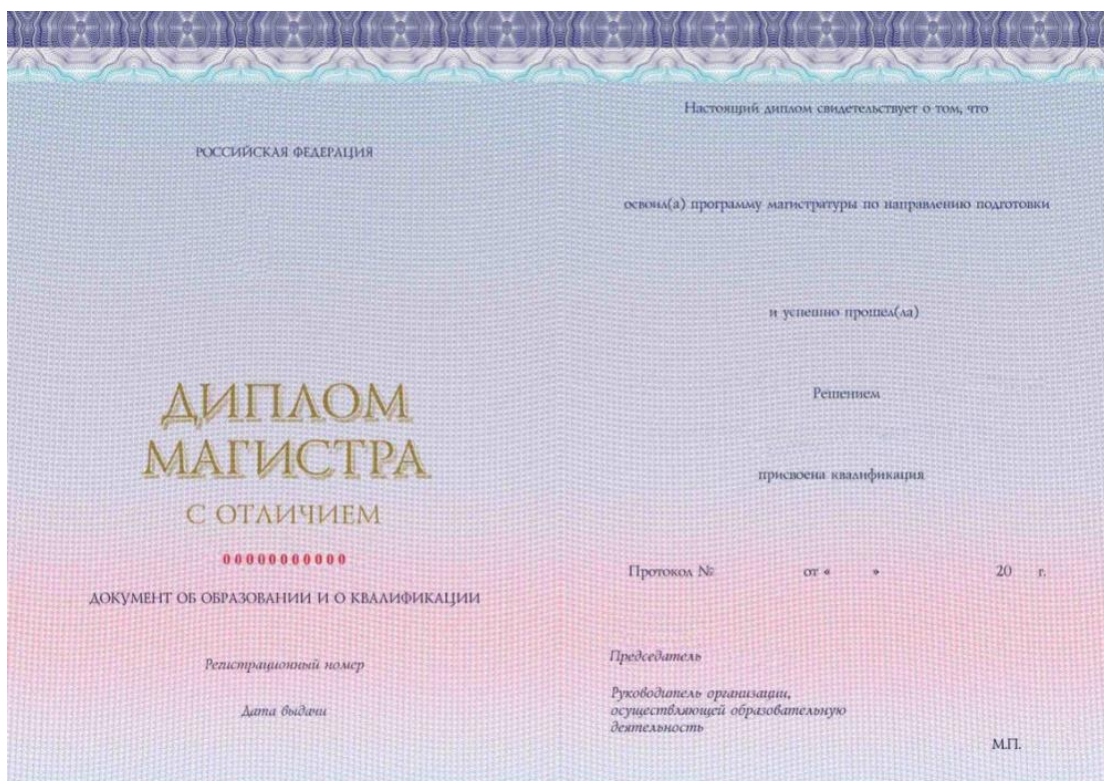 РОССИЙСКАЯ ФЕДЕРАЦИЯ
ДИПЛОМ
МАГИСТРА
С ОТЛИЧИЕМ
00000000000
ДОКУМЕНТ ОБ ОБРАЗОВАНИИ И О КВАЛИФИКАЦИИ
Регистрационный номер
Дата выдачи
Настоящий диплом свидетельствует о том, что
освоил(а) программу магистратуры по направлению подготовки
и успешно прошел(ла)
Решением
присвоена квалификация
Протокол № от « » 20 г.
Председатель
Руководитель организации,
осуществляющей образовательную
деятельность
М.П.